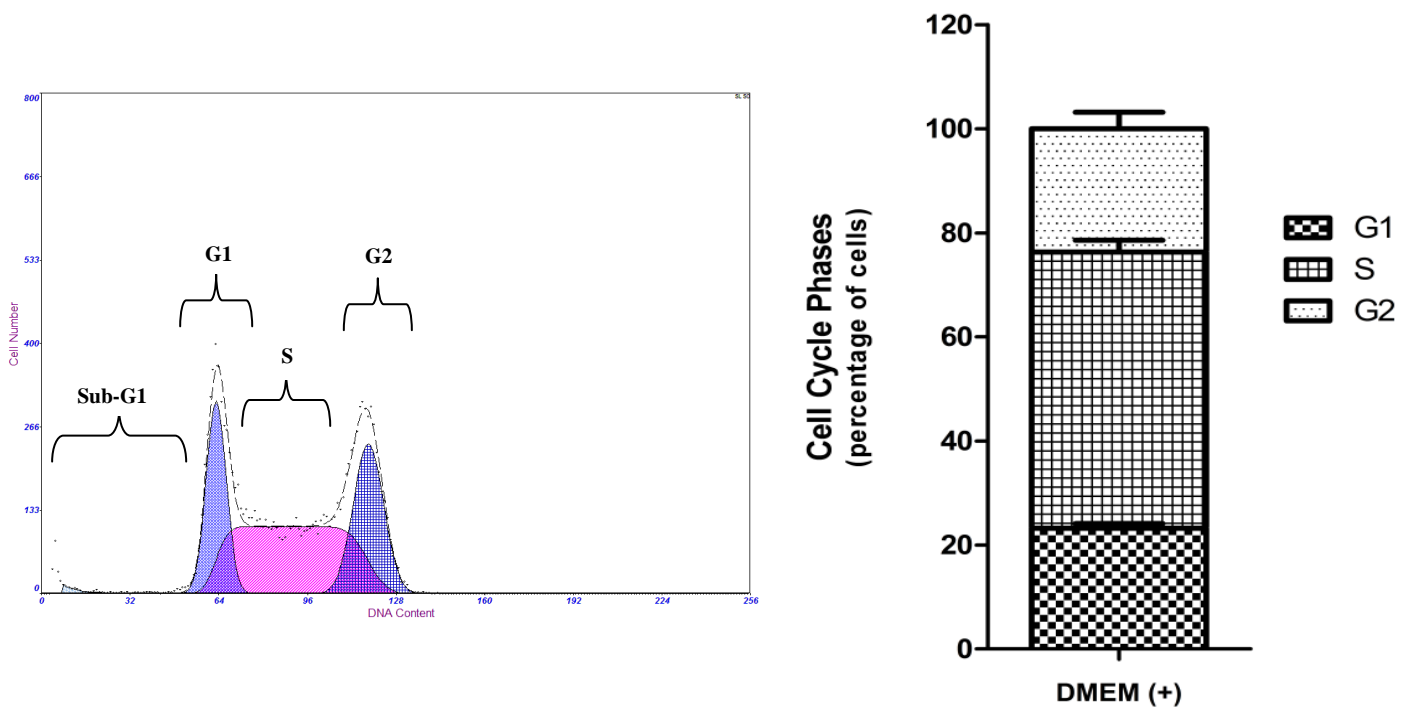 800
666
533
400
266
133
0
Cell Number
0 32 64 96 128 160 192 224 256
DNA Content
Sub-G1
G1
S
G2
120
100
80
60
40
20
0
Cell Cycle Phases
(percentage of cells)
DMEM (+)
G1
S
G2